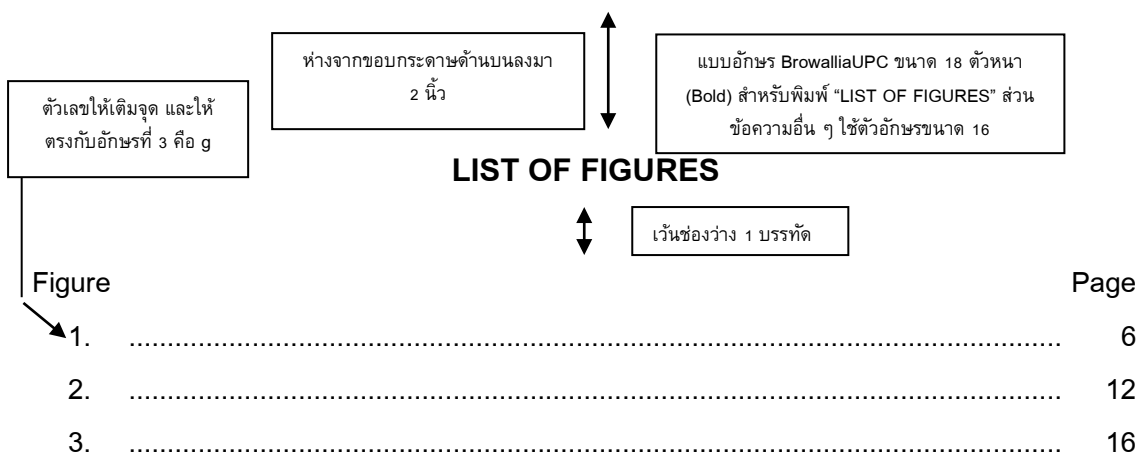 ห่างจากขอบกระดาษด้านบนลงมา
2 นิ้ว
แบบอักษร BrowalliaUPC ขนาด 18 ตัวหนา
(Bold) สำหรับพิมพ์ “LIST OF FIGURES” ส่วน
ข้อความอื่น ๆ ใช้ตัวอักษรขนาด 16
ตัวเลขให้เติมจุด และให้
ตรงกับอักษรที่ 3 คือ g
LIST OF FIGURES
เว้นช่องว่าง 1 บรรทัด
Figure Page
1. .......................................................................................................................... 6
2. .......................................................................................................................... 12
3. .......................................................................................................................... 16